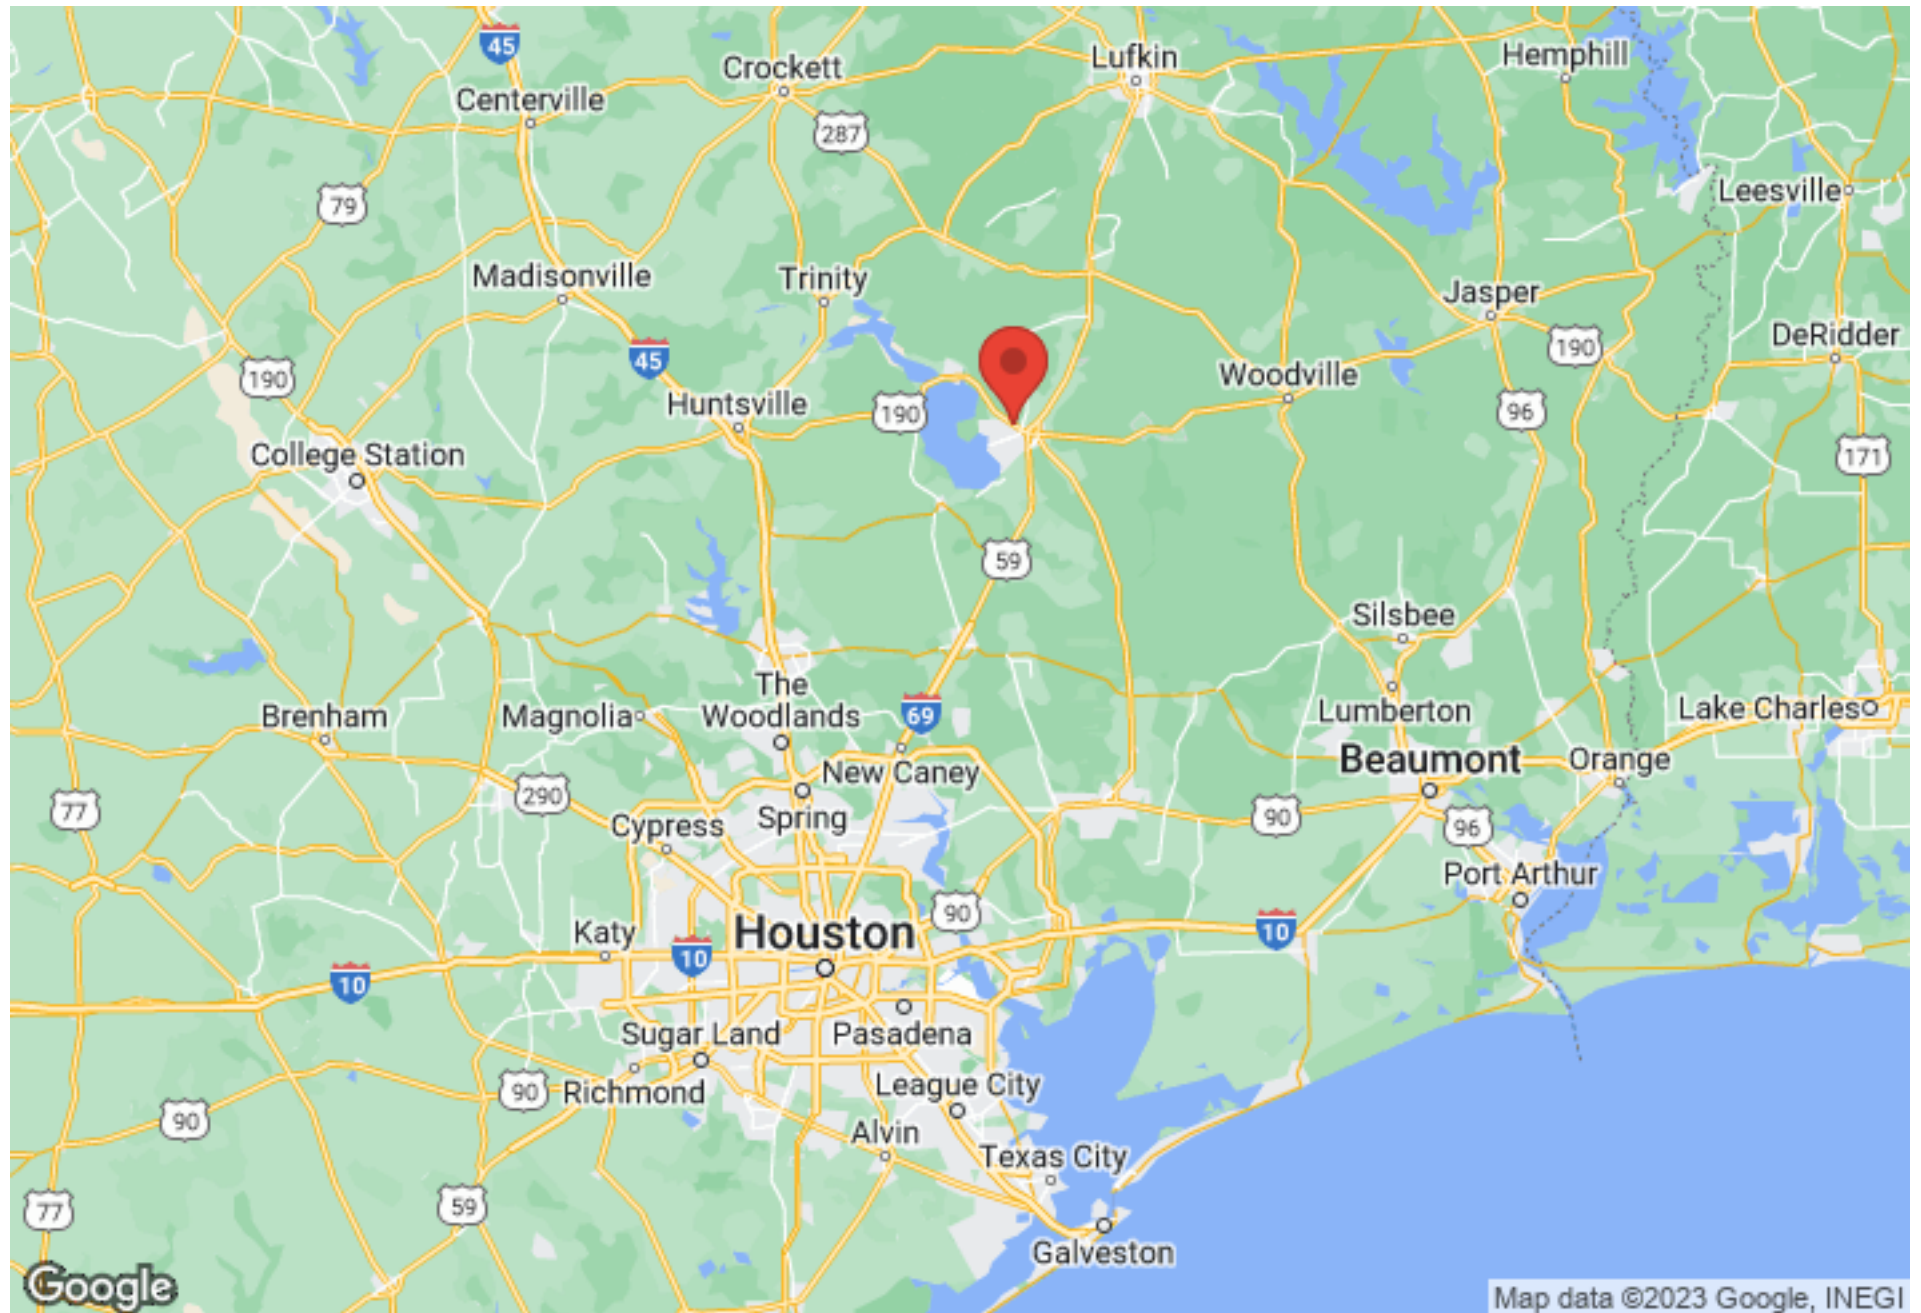 45
Crockett
Lufkin
Hemphill
Centerville
287
79
Leesville
Madisonville
Trinity
Jasper
45
190
DeRidder
190
Huntsville
190
Woodville
96
College Station
171
59
Silsbee
The
Woodlands
Brenham
Magnolia
69
Lumberton
Lake Charles
Beaumont
Orange
New Caney
290
77
Spring
Cypress
90
96
Port Arthur
90
Katy
Houston
10
10
10
Sugar Land
Pasadena
90
Richmond
League City
90
Alvin
Texas City
59
77
Galveston
Google
Map data ©2023 Google, INEGI